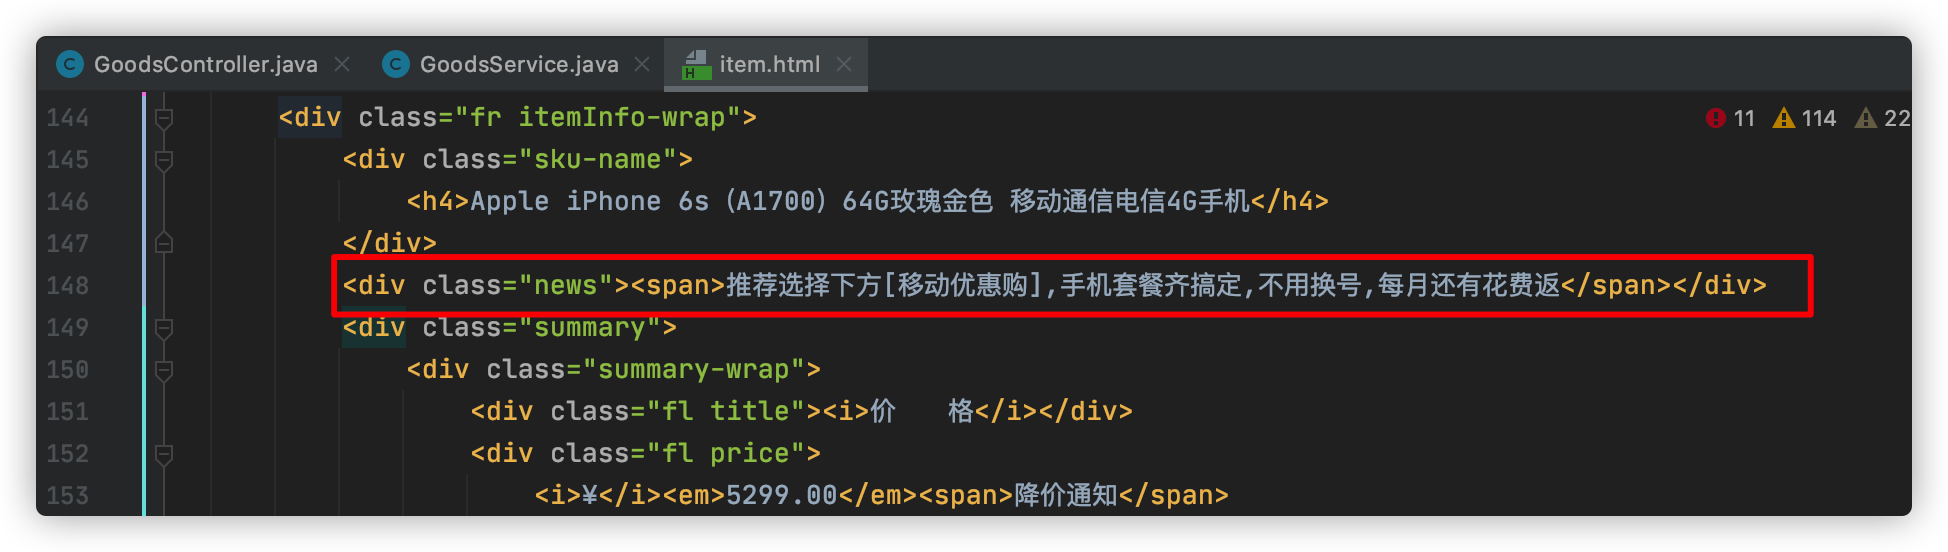 GoodsController.java GoodsService.java item.html
144 <div class="fr itemInfo-wrap"> 11 114 22
145 <div class="sku-name">
146 <h4>Apple iPhone 6s（A1700）64G玫瑰金色 移动通信电信4G手机</h4>
147 </div>
148 <div class="news"><span>推荐选择下方[移动优惠购],手机套餐齐搞定,不用换号,每月还有花费返</span></div>
149 <div class="summary">
150 <div class="summary-wrap">
151 <div class="fl title"><i>价　　格</i></div>
152 <div class="fl price">
153 <i>¥</i><em>5299.00</em><span>降价通知</span>